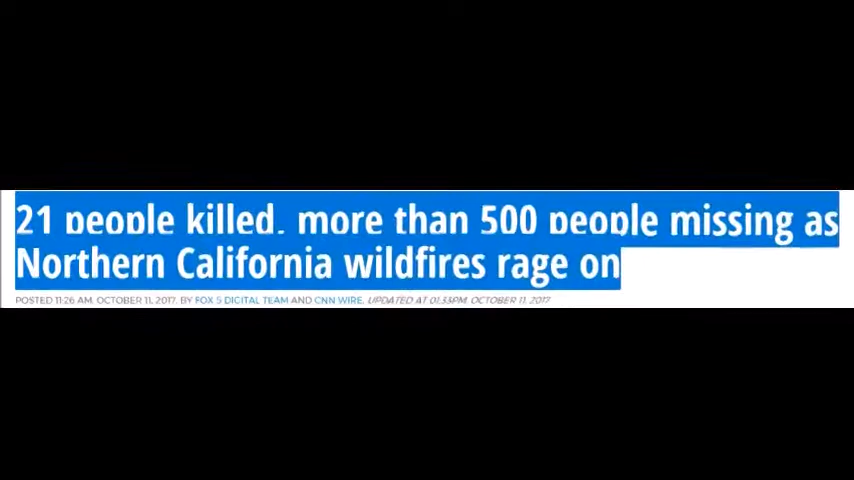 21 people killed, more than 500 people missing as
Northern California wildfires rage on
POSTED 11:26 AM, OCTOBER 11, 2017, BY FOX 5 DIGITAL TEAM AND CNN WIRE, UPDATED AT 01:33PM, OCTOBER 11, 2017